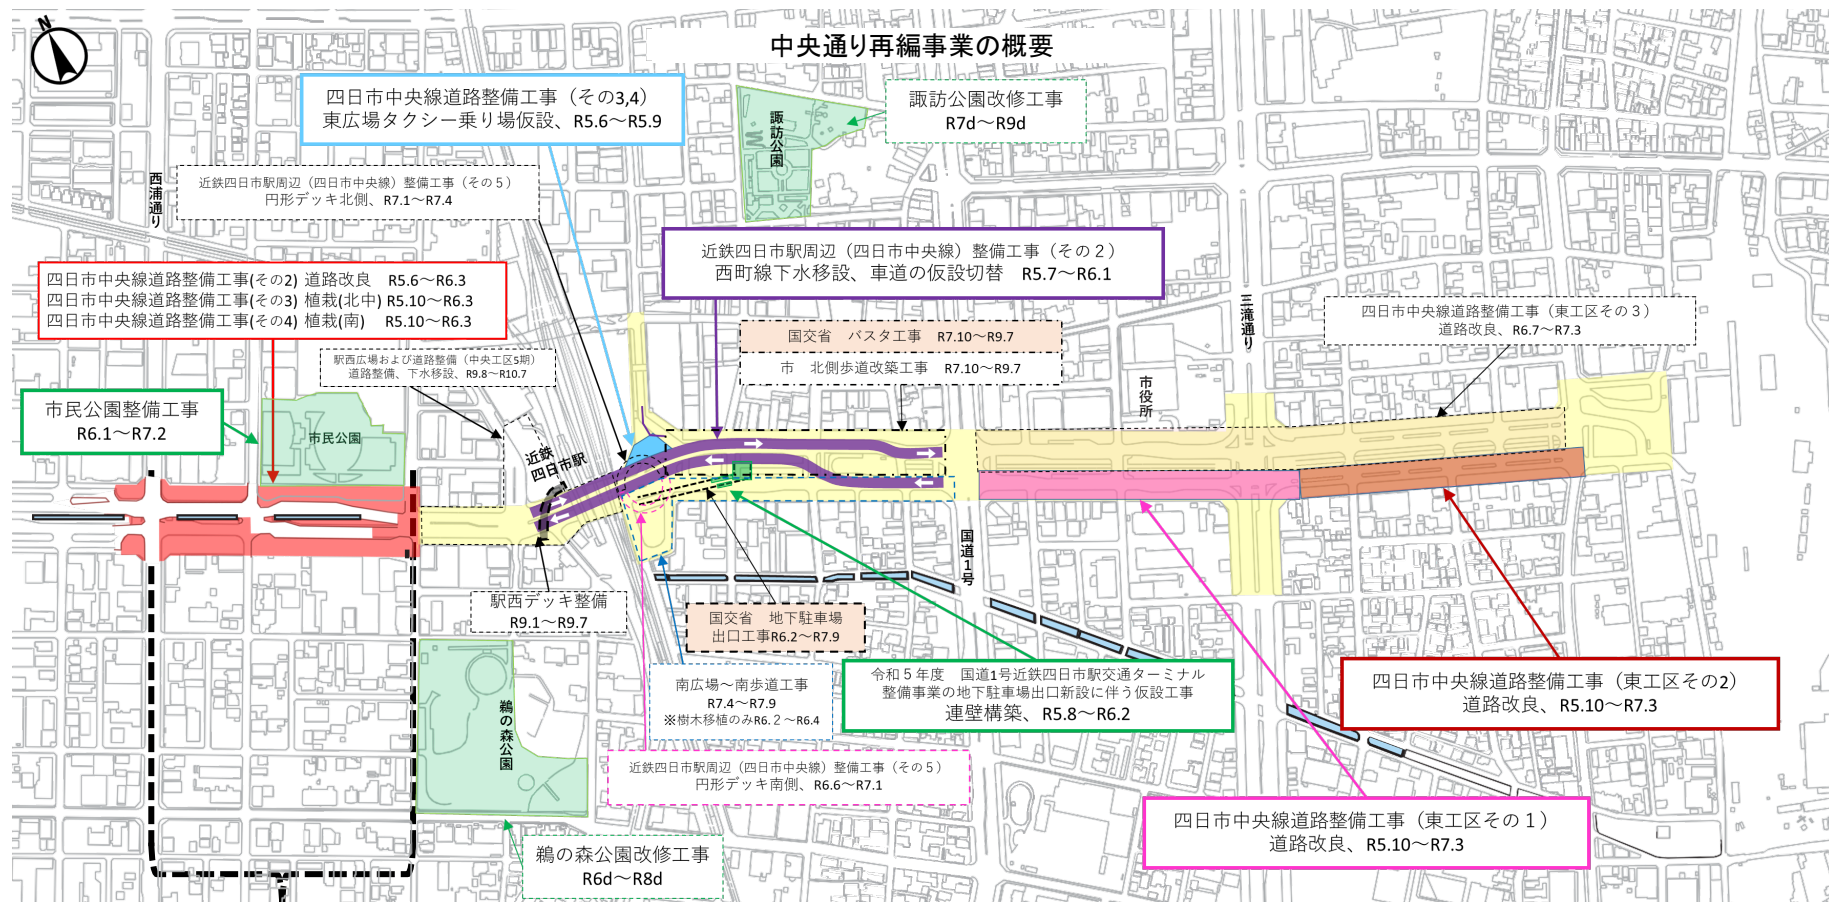 N
中央通り再編事業の概要
四日市中央線道路整備工事（その3,4）
東広場タクシー乗り場仮設、R5.6～R5.9
諏訪公園改修工事
R7d～R9d
諏訪公園
西浦通り
近鉄四日市駅周辺（四日市中央線）整備工事（その５）
円形デッキ北側、R7.1～R7.4
近鉄四日市駅周辺（四日市中央線）整備工事（その２）
西町線下水移設、車道の仮設切替　R5.7～R6.1
四日市中央線道路整備工事(その2) 道路改良　R5.6～R6.3
四日市中央線道路整備工事(その3) 植栽(北中) R5.10～R6.3
四日市中央線道路整備工事(その4) 植栽(南)　R5.10～R6.3
三滝通り
四日市中央線道路整備工事（東工区その３）
道路改良、R6.7～R7.3
国交省　バスタ工事　R7.10～R9.7
市　北側歩道改築工事　R7.10～R9.7
駅西広場および道路整備（中央工区5期）
道路整備、下水移設、R9.8～R10.7
市役所
市民公園整備工事
R6.1～R7.2
市民公園
近鉄
四日市駅
国道１号
駅西デッキ整備
R9.1～R9.7
国交省　地下駐車場
出口工事R6.2～R7.9
南広場～南歩道工事
R7.4～R7.9
※樹木移植のみR6.２～R6.4
令和５年度　国道1号近鉄四日市駅交通ターミナル
整備事業の地下駐車場出口新設に伴う仮設工事
連壁構築、R5.8～R6.2
四日市中央線道路整備工事（東工区その2）
道路改良、R5.10～R7.3
鵜の森公園
近鉄四日市駅周辺（四日市中央線）整備工事（その５）
円形デッキ南側、R6.6～R7.1
四日市中央線道路整備工事（東工区その１）
道路改良、R5.10～R7.3
鵜の森公園改修工事
R6d～R8d